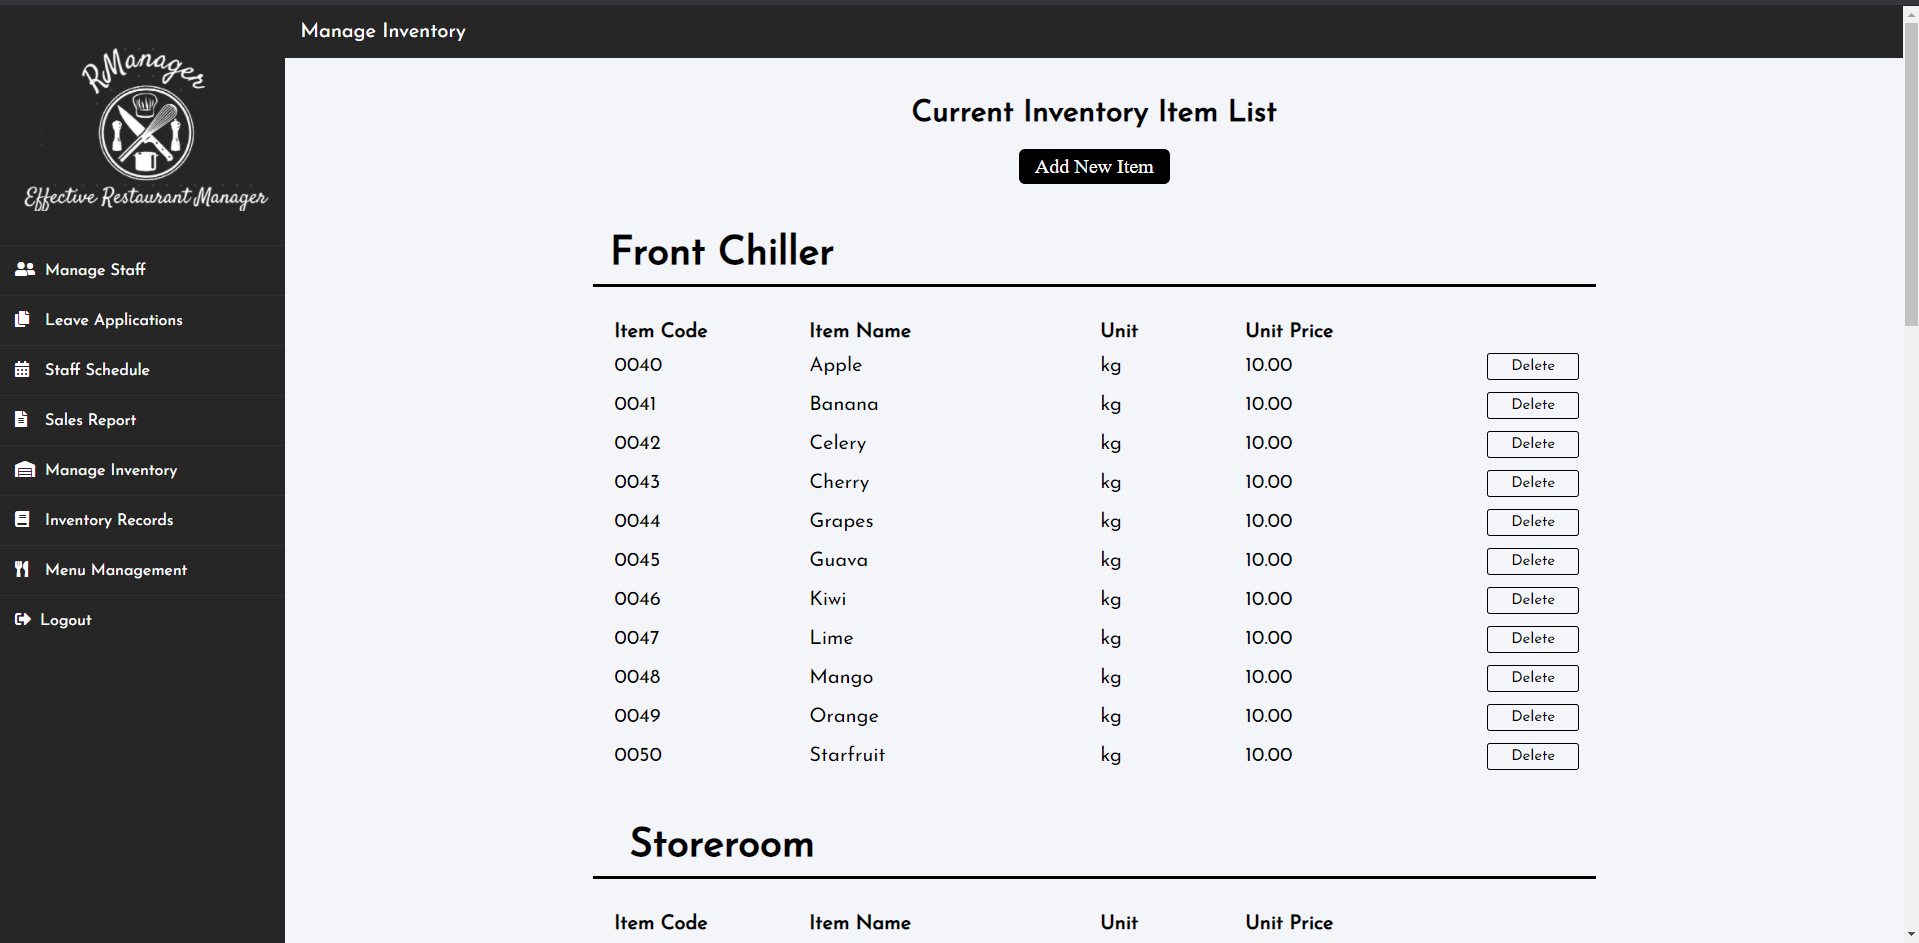 RManager
Effective Restaurant Manager
Manage Staff
Leave Applications
Staff Schedule
Sales Report
Manage Inventory
Inventory Records
Menu Management
Logout
Manage Inventory
Current Inventory Item List
Add New Item
Front Chiller
Item Code Item Name Unit Unit Price
0040 Apple kg 10.00 Delete
0041 Banana kg 10.00 Delete
0042 Celery kg 10.00 Delete
0043 Cherry kg 10.00 Delete
0044 Grapes kg 10.00 Delete
0045 Guava kg 10.00 Delete
0046 Kiwi kg 10.00 Delete
0047 Lime kg 10.00 Delete
0048 Mango kg 10.00 Delete
0049 Orange kg 10.00 Delete
0050 Starfruit kg 10.00 Delete
Storeroom
Item Code Item Name Unit Unit Price